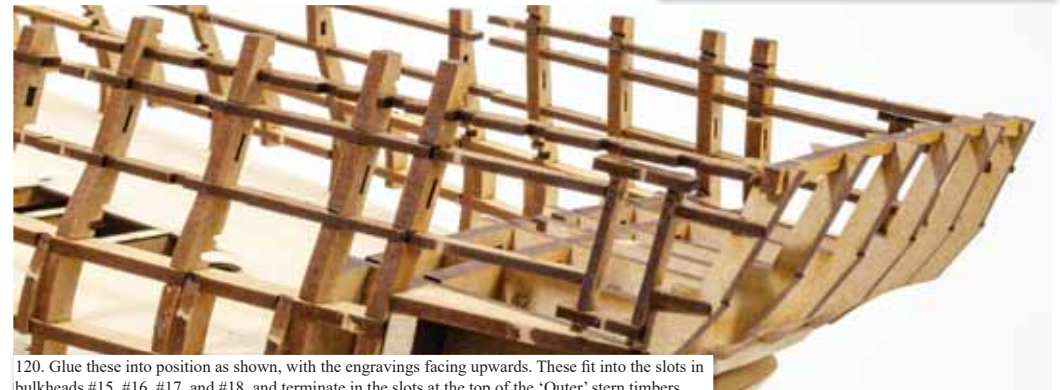 120. Glue these into position as shown, with the engravings facing upwards. These fit into the slots in
bulkheads #15, #16, #17, and #18, and terminate in the slots at the top of the ‘Outer’ stern timbers.